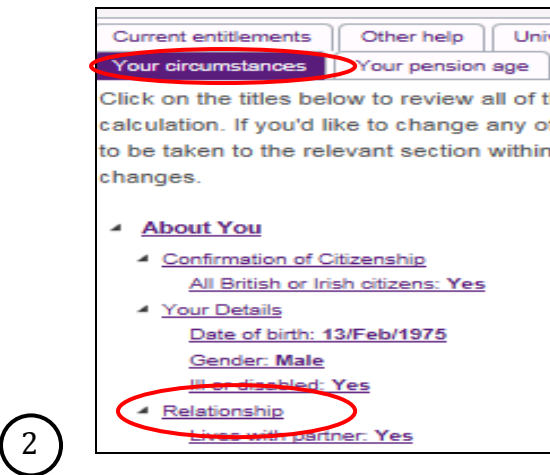 Current entitlements Other help Univ
Your circumstances Your pension age
Click on the titles below to review all of t
calculation. If you'd like to change any of
to be taken to the relevant section within
changes.
About You
Confirmation of Citizenship
All British or Irish citizens: Yes
Your Details
Date of birth: 13/Feb/1975
Gender: Male
Ill or disabled: Yes
Relationship
Lives with partner: Yes
2